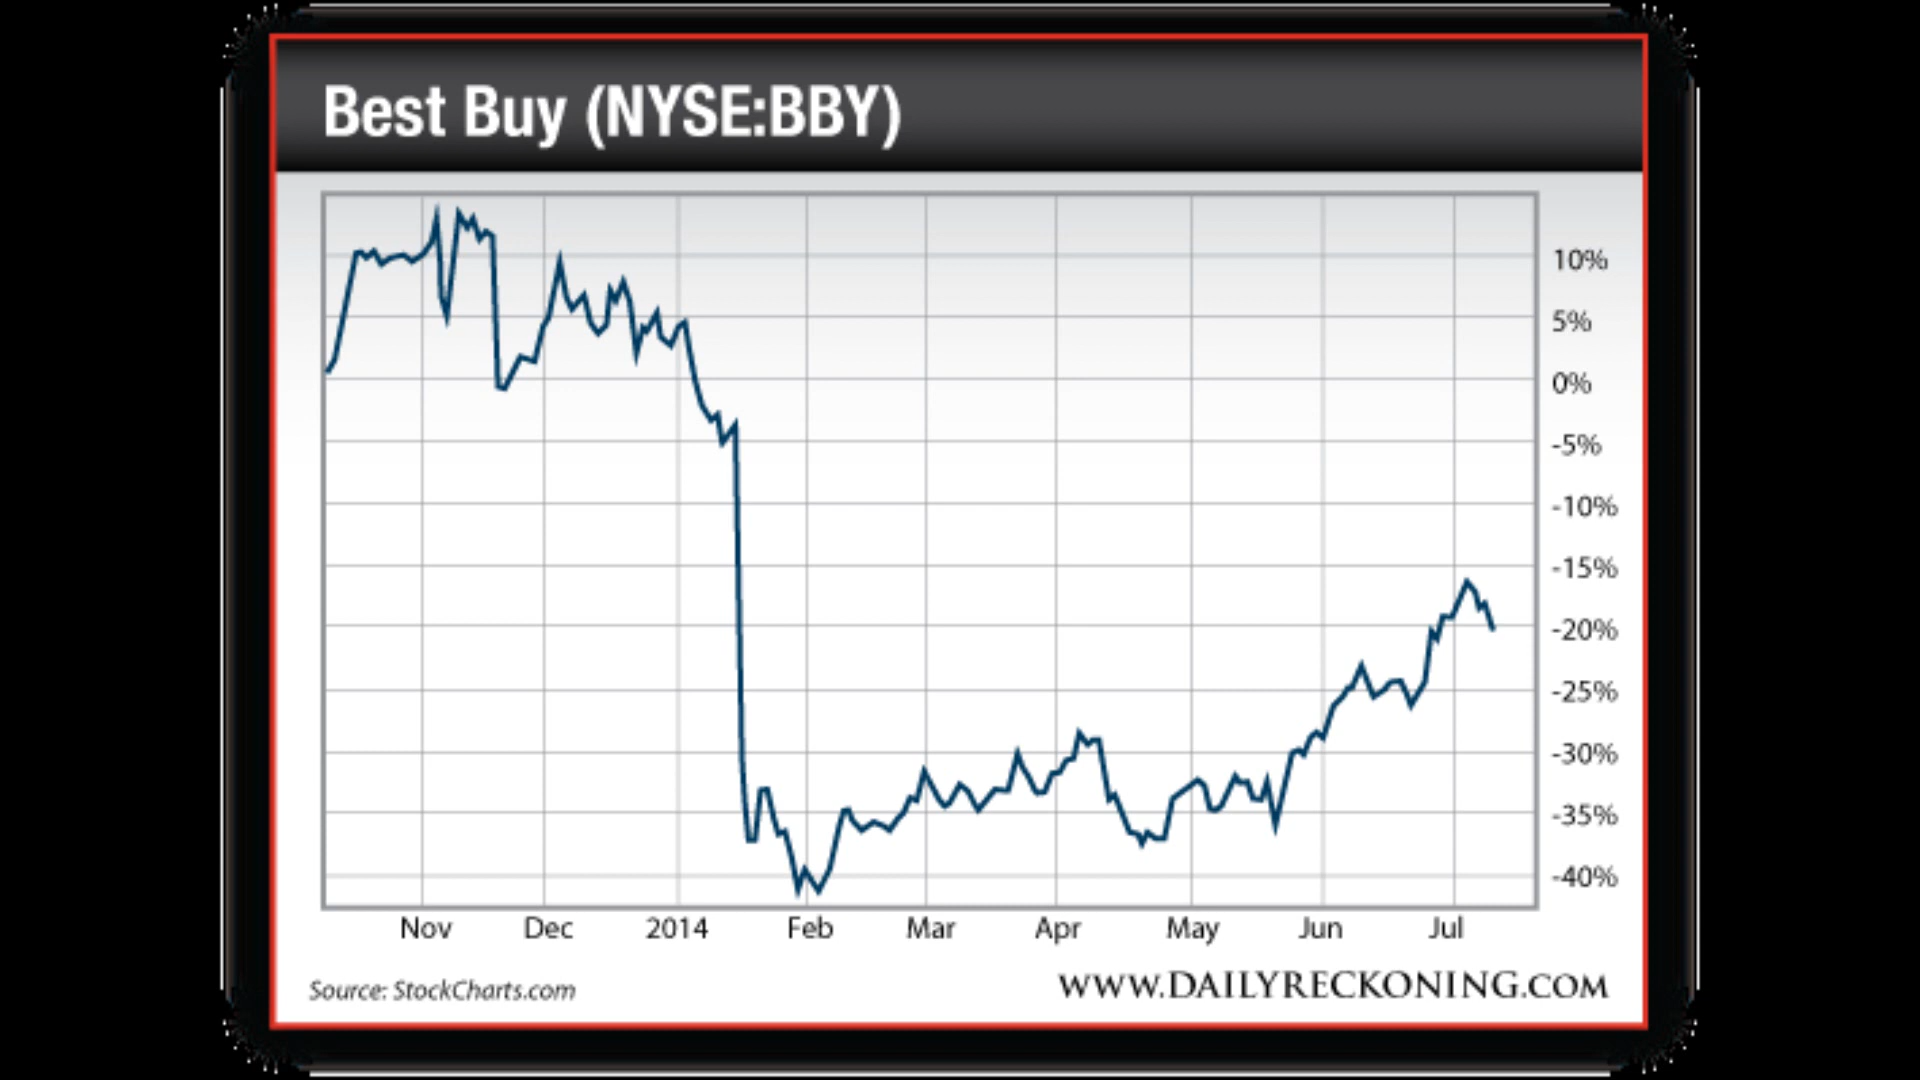 Best Buy (NYSE:BBY)
10%
5%
0%
-5%
-10%
-15%
-20%
-25%
-30%
-35%
-40%
Nov Dec 2014 Feb Mar Apr May Jun Jul
Source: StockCharts.com
WWW.DAILYRECKONING.COM